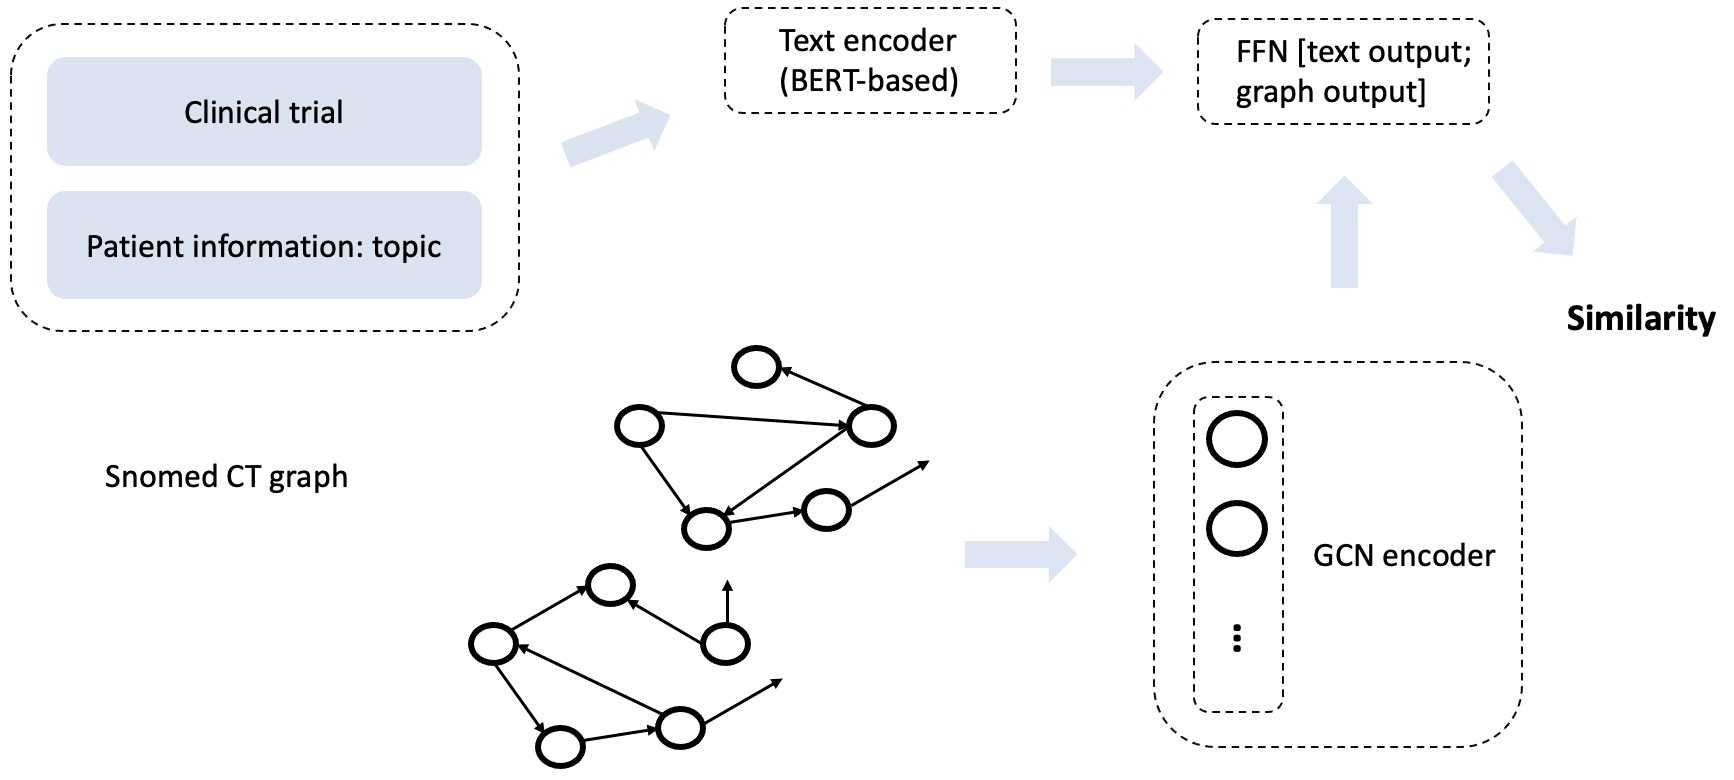 Clinical trial
Patient information: topic
Text encoder
(BERT-based)
FFN [text output;
graph output]
Similarity
Snomed CT graph
GCN encoder